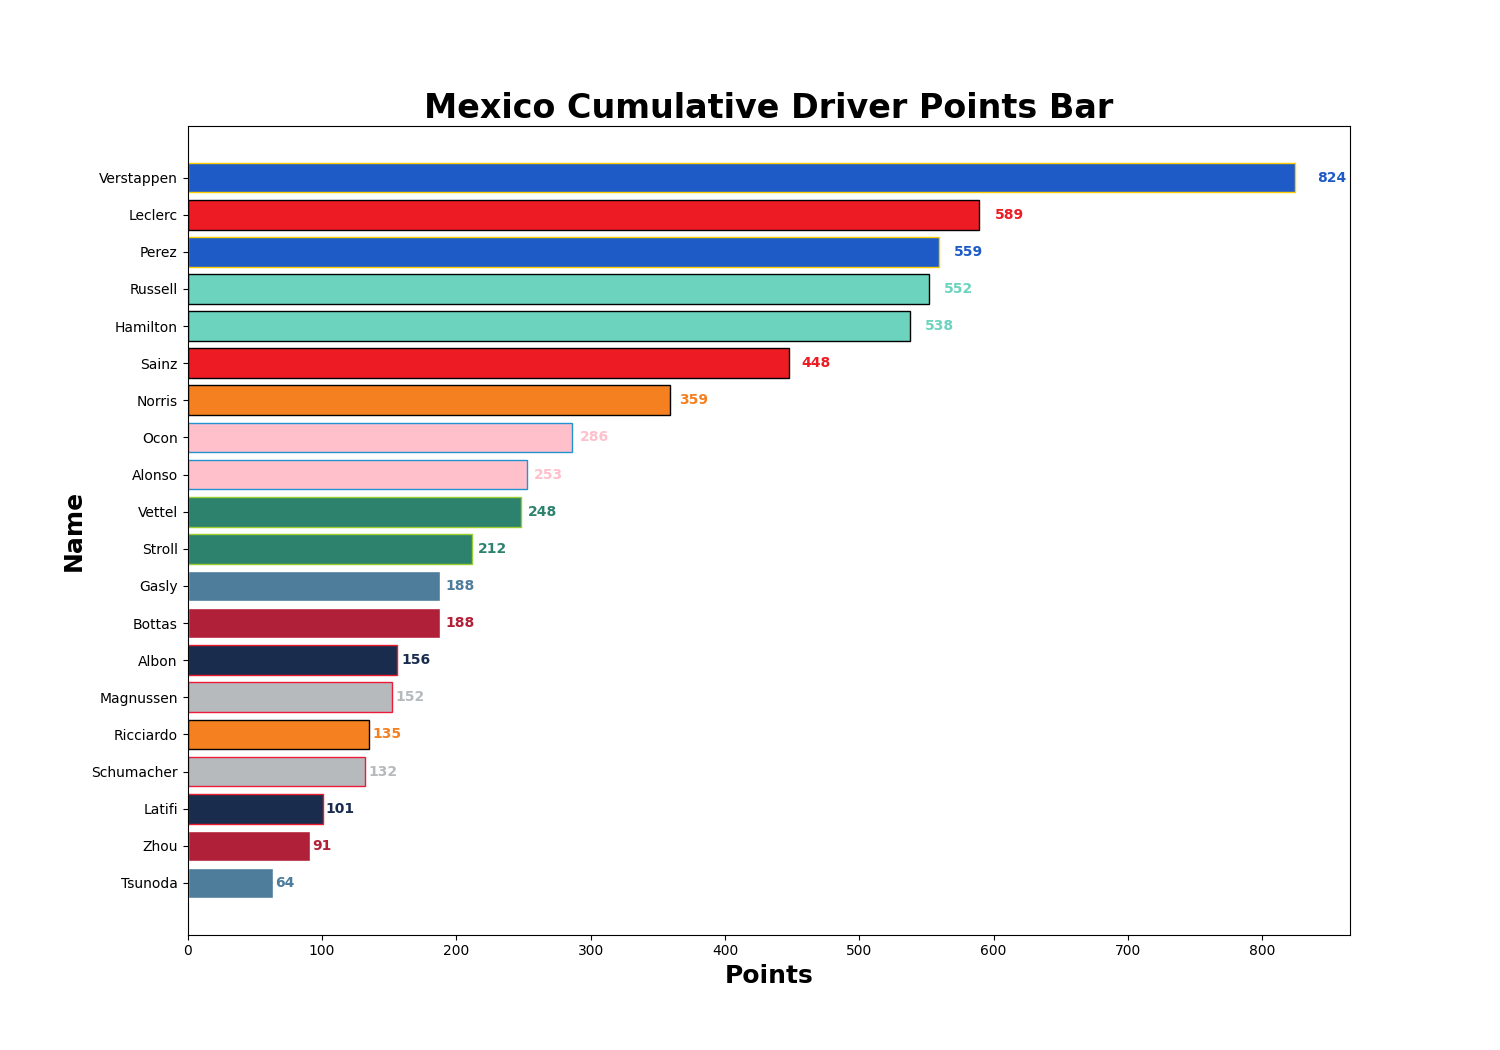 Mexico Cumulative Driver Points Bar
Name
Verstappen 824
Leclerc 589
Perez 559
Russell 552
Hamilton 538
Sainz 448
Norris 359
Ocon 286
Alonso 253
Vettel 248
Stroll 212
Gasly 188
Bottas 188
Albon 156
Magnussen 152
Ricciardo 135
Schumacher 132
Latifi 101
Zhou 91
Tsunoda 64
0 100 200 300 400 500 600 700 800
Points